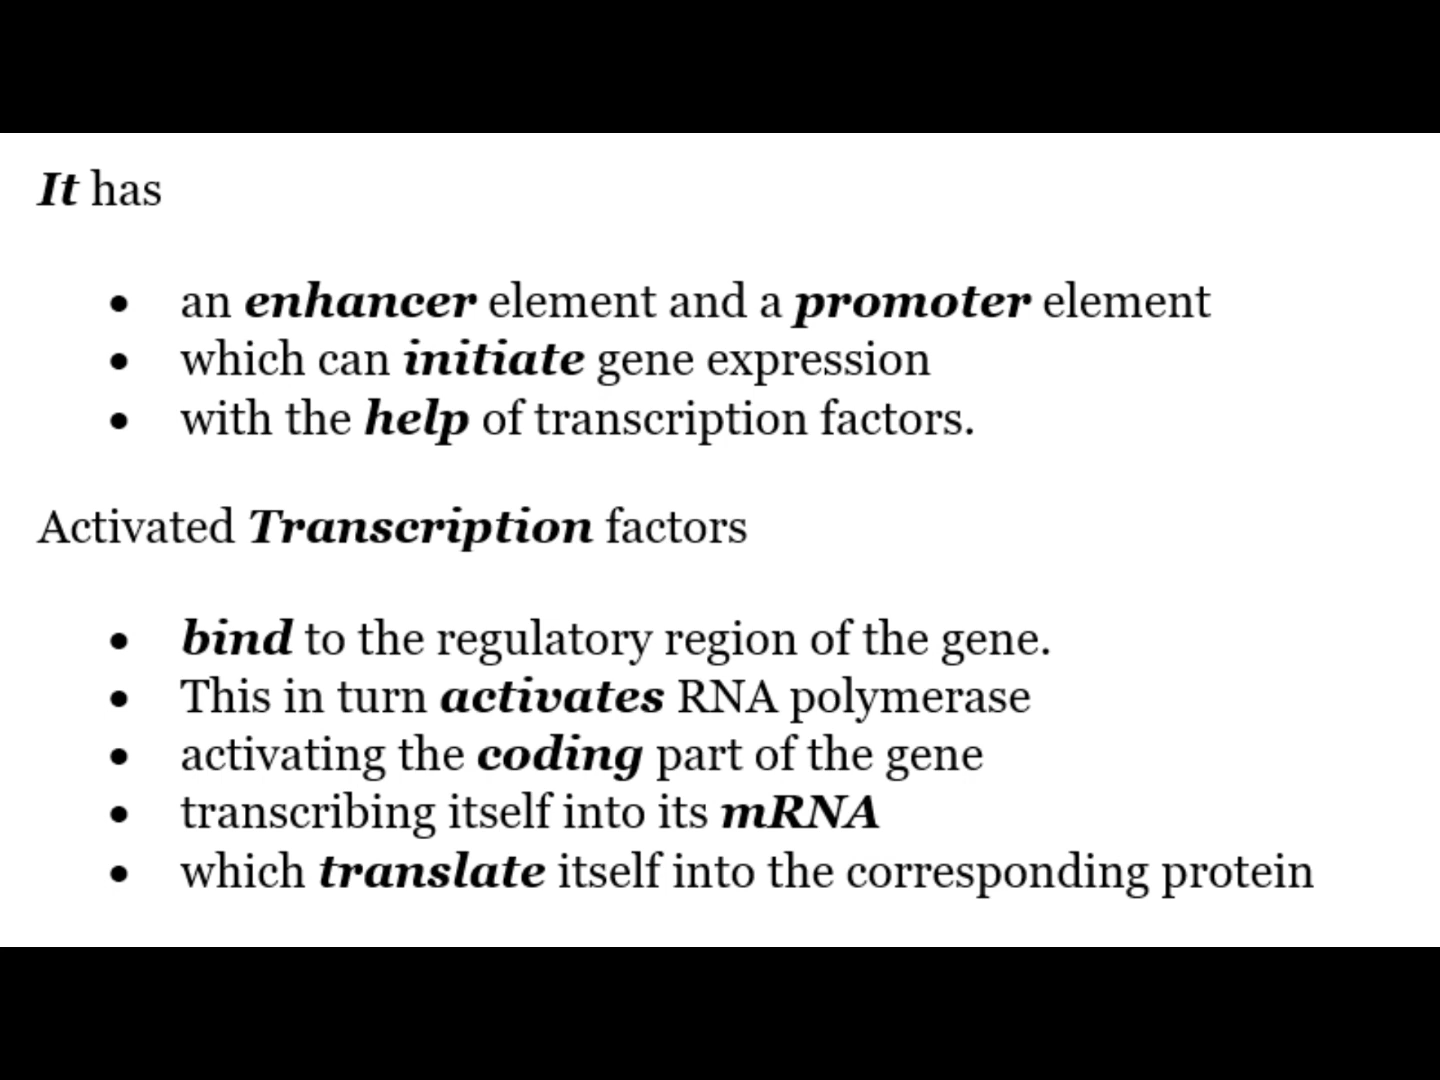 It has
• an enhancer element and a promoter element
• which can initiate gene expression
• with the help of transcription factors.
Activated Transcription factors
• bind to the regulatory region of the gene.
• This in turn activates RNA polymerase
• activating the coding part of the gene
• transcribing itself into its mRNA
• which translate itself into the corresponding protein